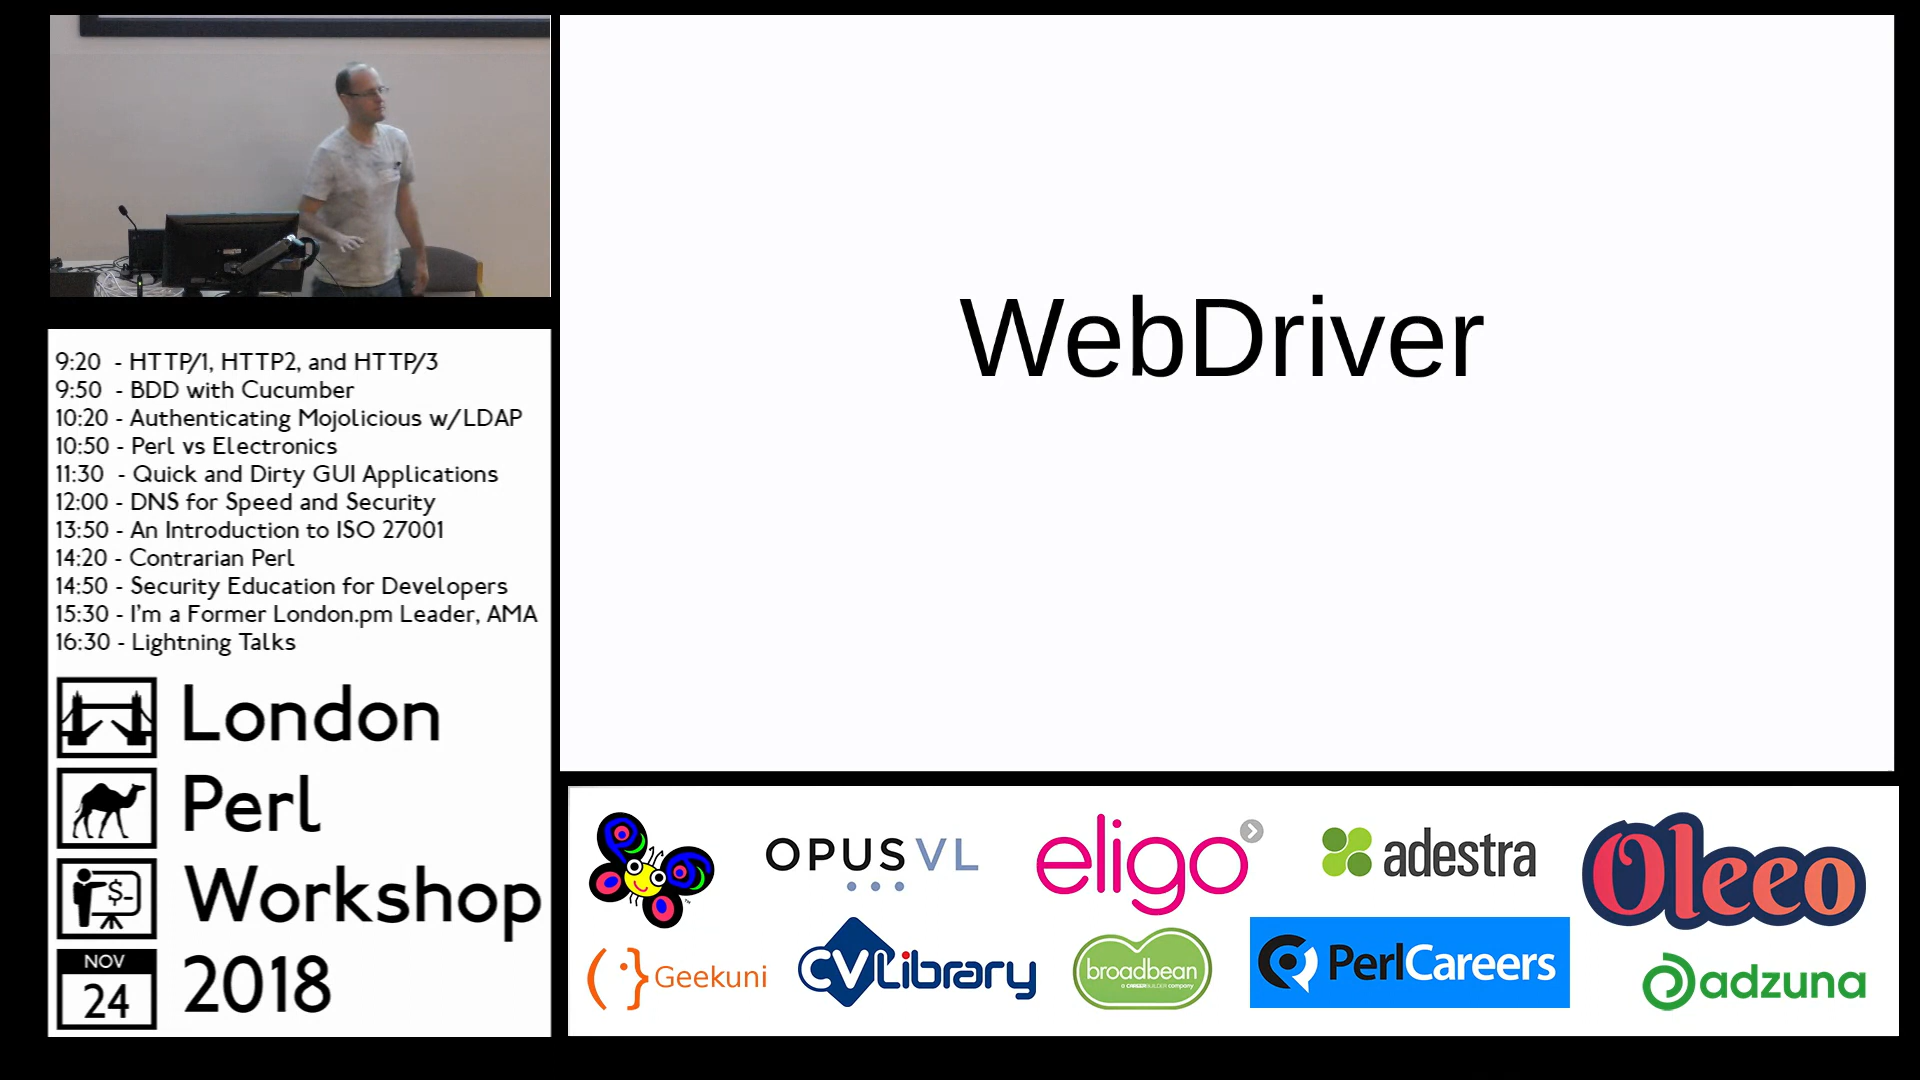 WebDriver
9:20 - HTTP/1, HTTP2, and HTTP/3
9:50 - BDD with Cucumber
10:20 - Authenticating Mojolicious w/LDAP
10:50 - Perl vs Electronics
11:30 - Quick and Dirty GUI Applications
12:00 - DNS for Speed and Security
13:50 - An Introduction to ISO 27001
14:20 - Contrarian Perl
14:50 - Security Education for Developers
15:30 - I'm a Former London.pm Leader, AMA
16:30 - Lightning Talks
London
Perl
$-
Workshop
NOV
24
2018
OPUSVL
eligo
adestra
Oleeo
{·} Geekuni
CVLibrary
broadbean
a CAREERBUILDER company
PerlCareers
adzuna